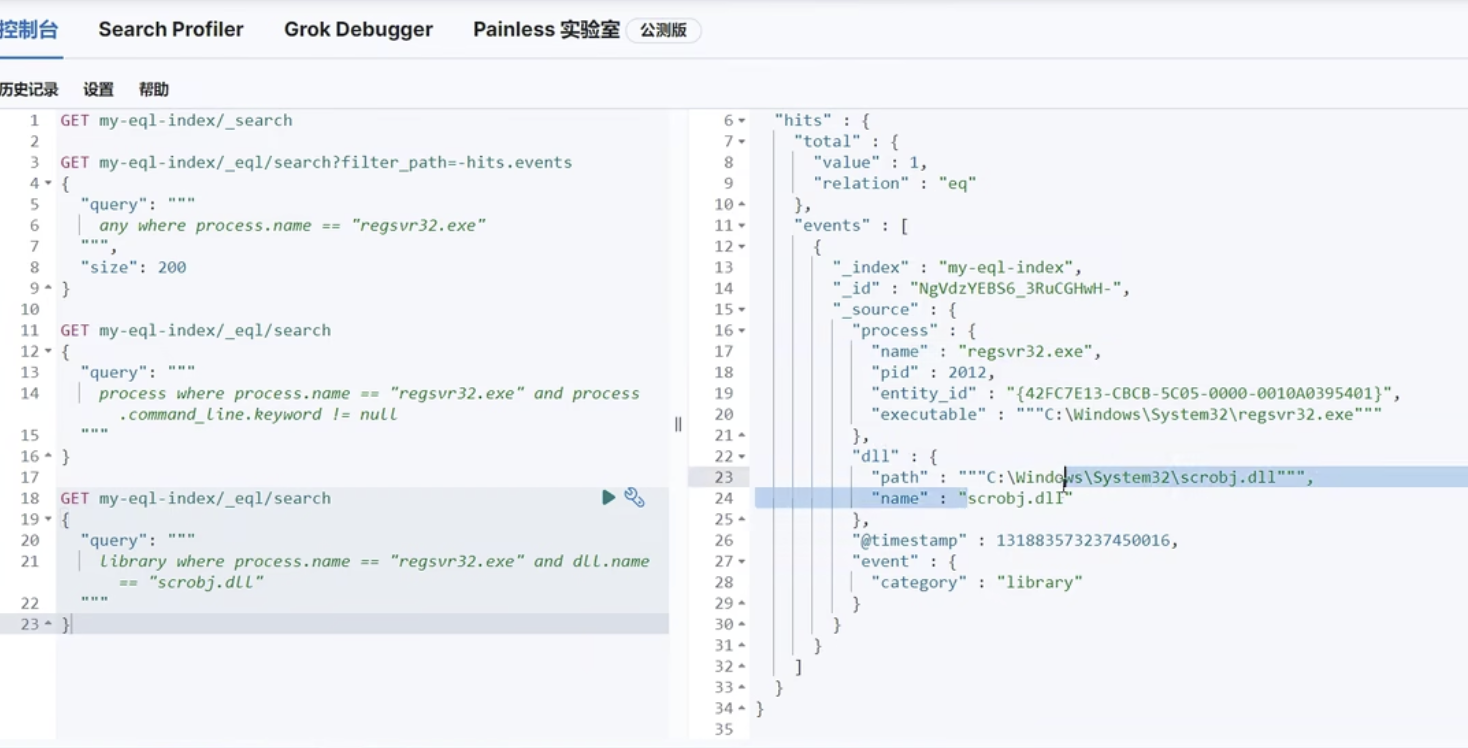 控制台 Search Profiler Grok Debugger Painless 实验室 公测版
历史记录 设置 帮助
1 GET my-eql-index/_search
2
3 GET my-eql-index/_eql/search?filter_path=-hits.events
4 {
5 "query": """
6 any where process.name == "regsvr32.exe"
7 """,
8 "size": 200
9 }
10
11 GET my-eql-index/_eql/search
12 {
13 "query": """
14 process where process.name == "regsvr32.exe" and process
.command_line.keyword != null
15 """
16 }
17
18 GET my-eql-index/_eql/search
19 {
20 "query": """
21 library where process.name == "regsvr32.exe" and dll.name
== "scrobj.dll"
22 """
23 }
6 "hits" : {
7 "total" : {
8 "value" : 1,
9 "relation" : "eq"
10 },
11 "events" : [
12 {
13 "_index" : "my-eql-index",
14 "_id" : "NgVdzYEBS6_3RuCGHwH-",
15 "_source" : {
16 "process" : {
17 "name" : "regsvr32.exe",
18 "pid" : 2012,
19 "entity_id" : "{42FC7E13-CBCB-5C05-0000-0010A0395401}",
20 "executable" : """C:\Windows\System32\regsvr32.exe"""
21 },
22 "dll" : {
23 "path" : """C:\Windows\System32\scrobj.dll""",
24 "name" : "scrobj.dll"
25 },
26 "@timestamp" : 131883573237450016,
27 "event" : {
28 "category" : "library"
29 }
30 }
31 }
32 ]
33 }
34 }
35